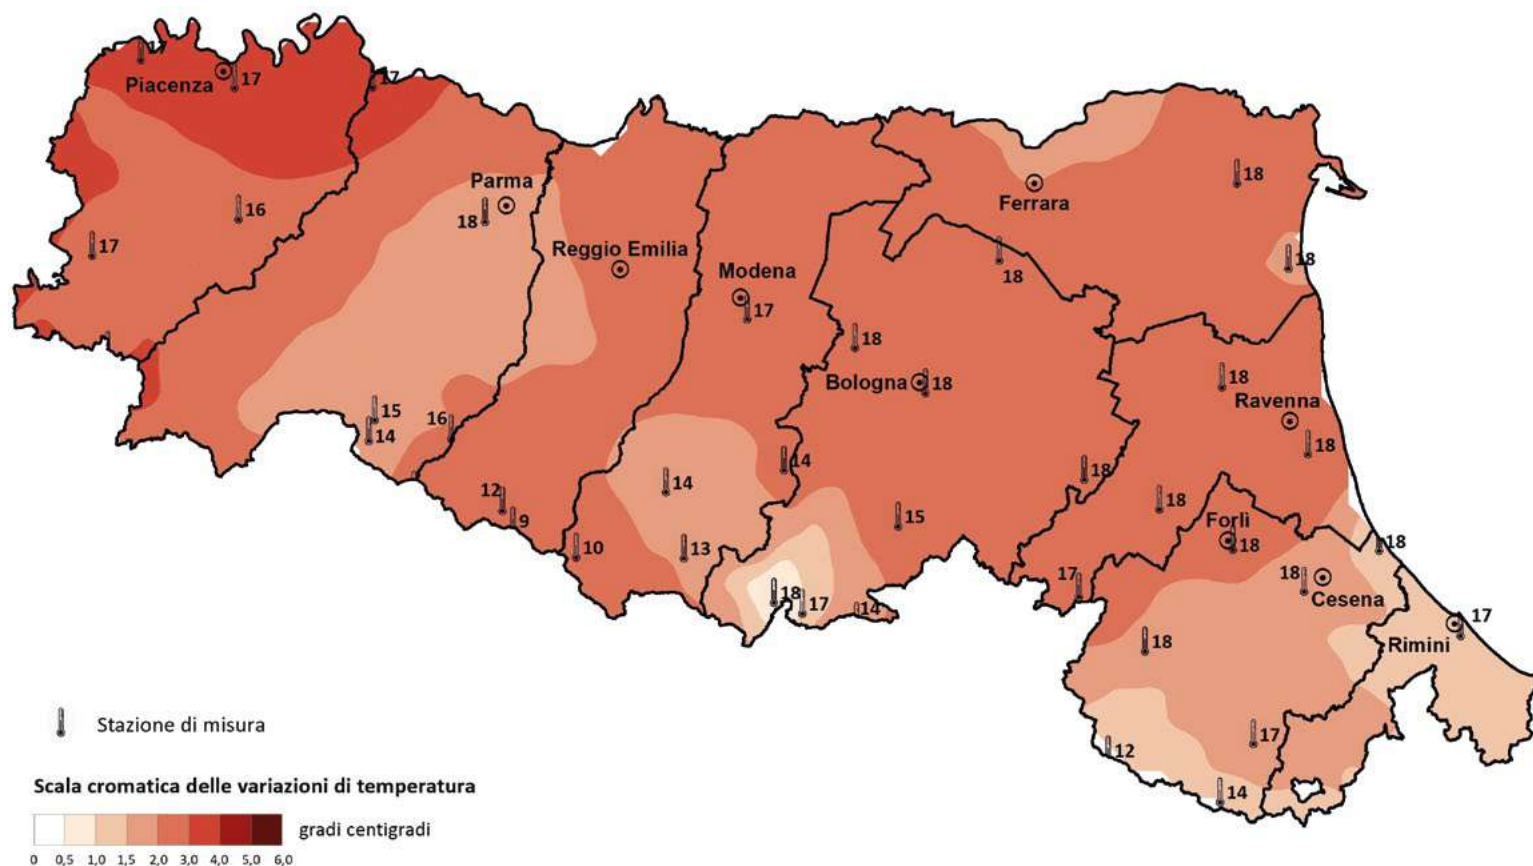 17
Piacenza
17
17
Parma
18
16
17
18
Ferrara
18
18
Reggio Emilia
Modena
17
18
Bologna
18
18
Ravenna
18
15
14
16
14
14
18
18
12
9
15
Forlì
18
18
10
13
18
17
14
17
18
Cesena
17
Rimini
18
17
12
14
Stazione di misura
Scala cromatica delle variazioni di temperatura
gradi centigradi
0 0,5 1,0 1,5 2,0 3,0 4,0 5,0 6,0